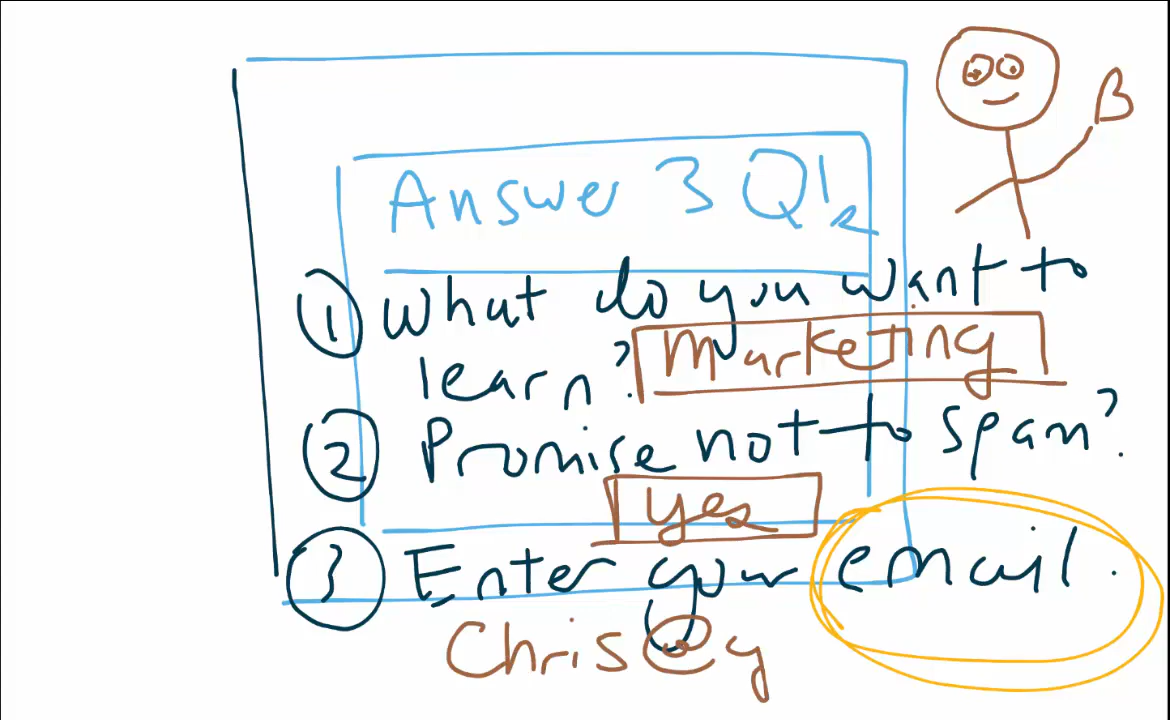 Answer 3 Q's
① What do you want to
learn? Marketing
② Promise not to spam?
yes
③ Enter your email.
Chris@y